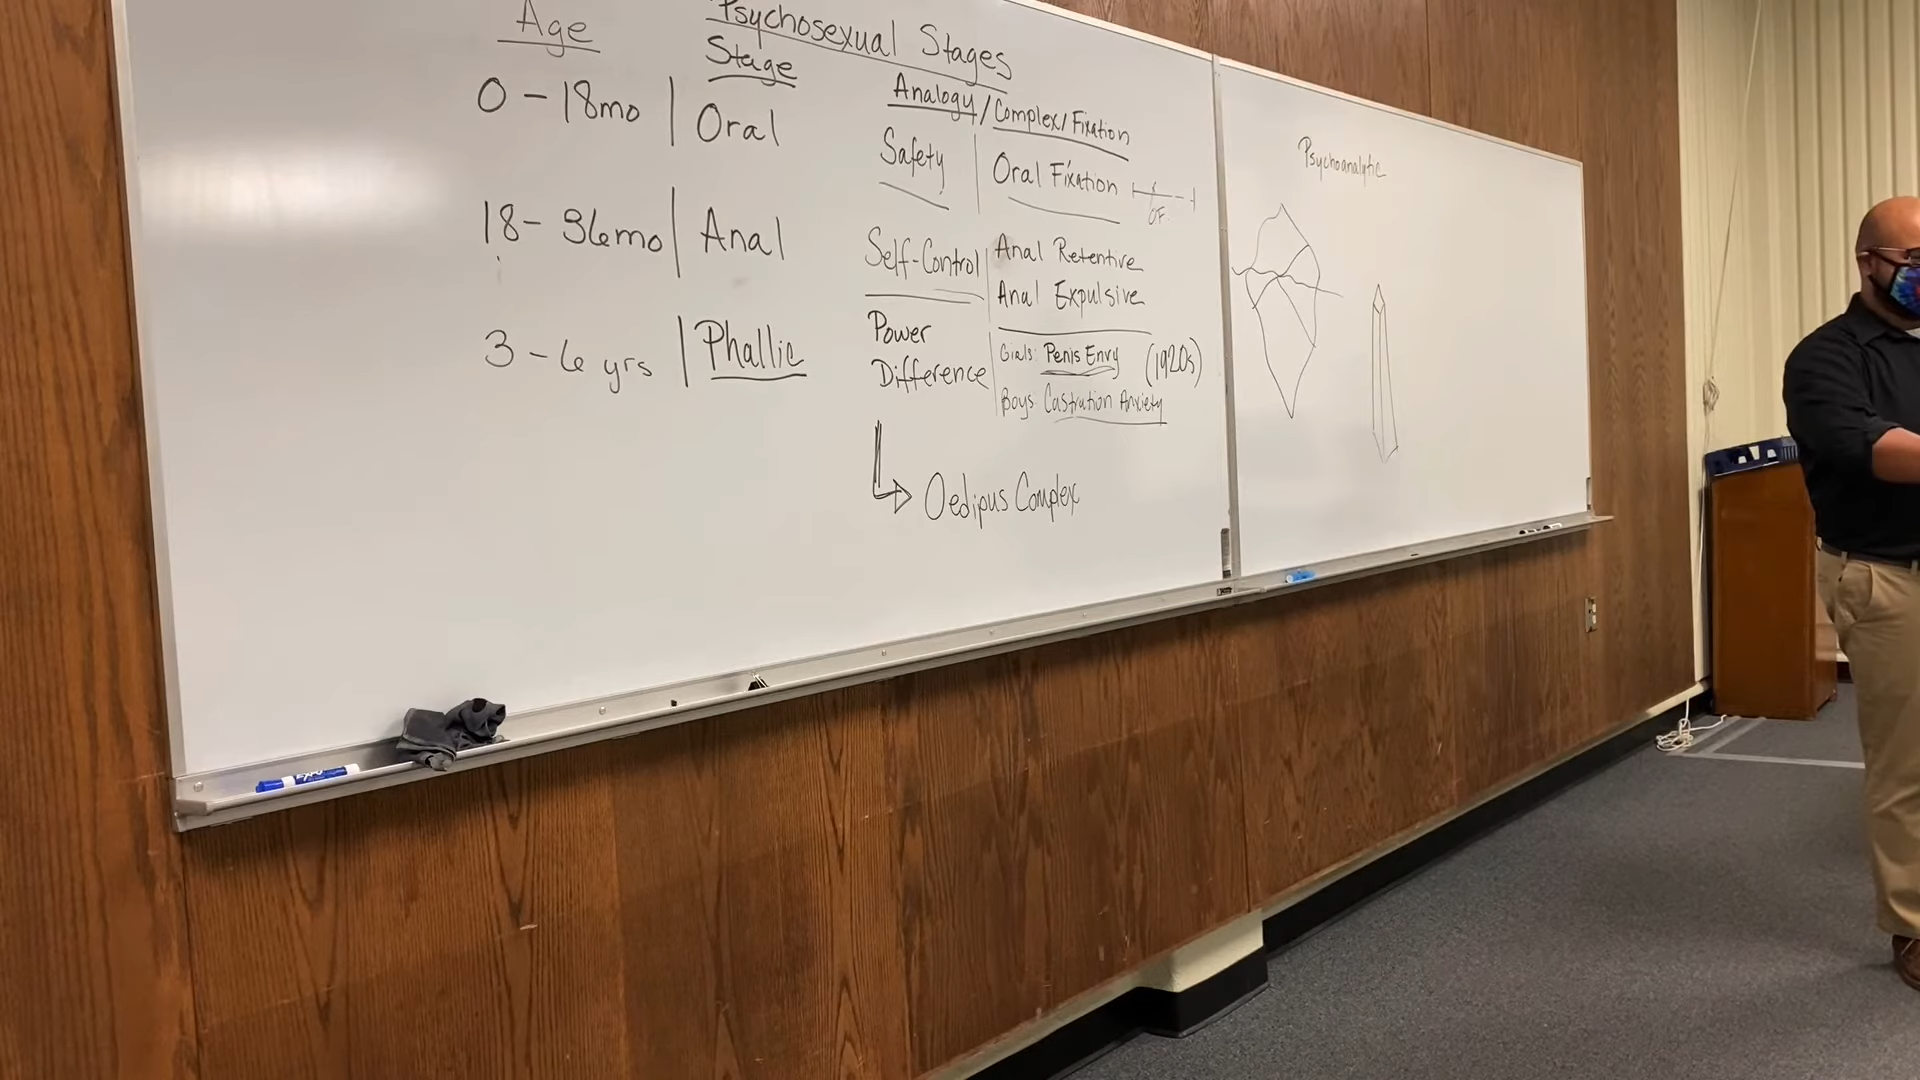 Psychosexual Stages
Age
Stage
Analogy / Complex / Fixation
0 - 18mo | Oral
Safety | Oral Fixation
OF
18 - 36mo | Anal
Self-Control | Anal Retentive
Anal Expulsive
3 - 6 yrs | Phallic
Power
Difference
Girls: Penis Envy (1920s)
Boys Castration Anxiety
Oedipus Complex
Psychoanalytic
EXPO